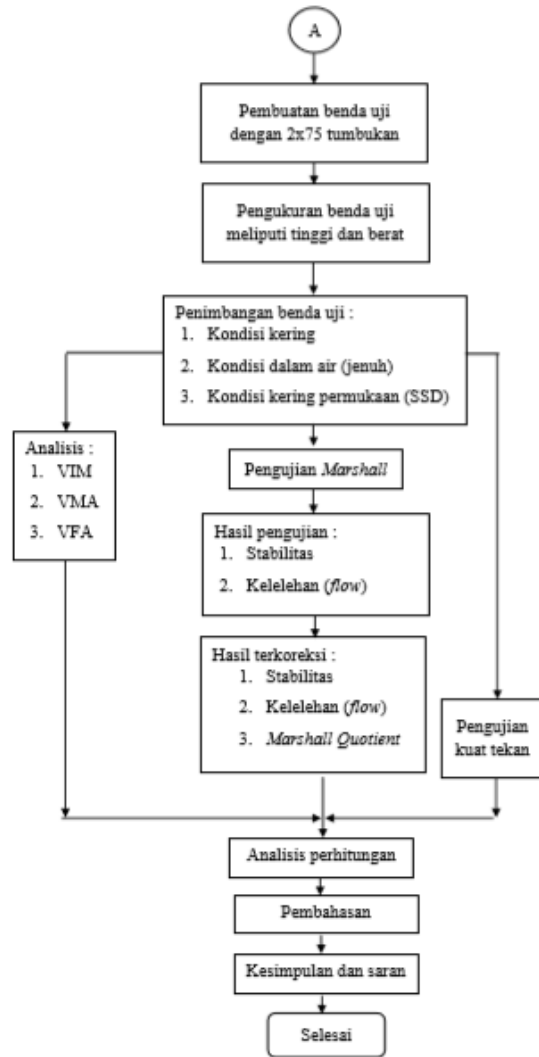 A
Pembuatan benda uji
dengan 2x75 tumbukan
Pengukuran benda uji
meliputi tinggi dan berat
Penimbangan benda uji :
1. Kondisi kering
2. Kondisi dalam air (jenuh)
3. Kondisi kering permukaan (SSD)
Analisis :
1. VIM
2. VMA
3. VFA
Pengujian Marshall
Hasil pengujian :
1. Stabilitas
2. Kelelehan (flow)
Hasil terkoreksi :
1. Stabilitas
2. Kelelehan (flow)
3. Marshall Quotient
Pengujian
kuat tekan
Analisis perhitungan
Pembahasan
Kesimpulan dan saran
Selesai